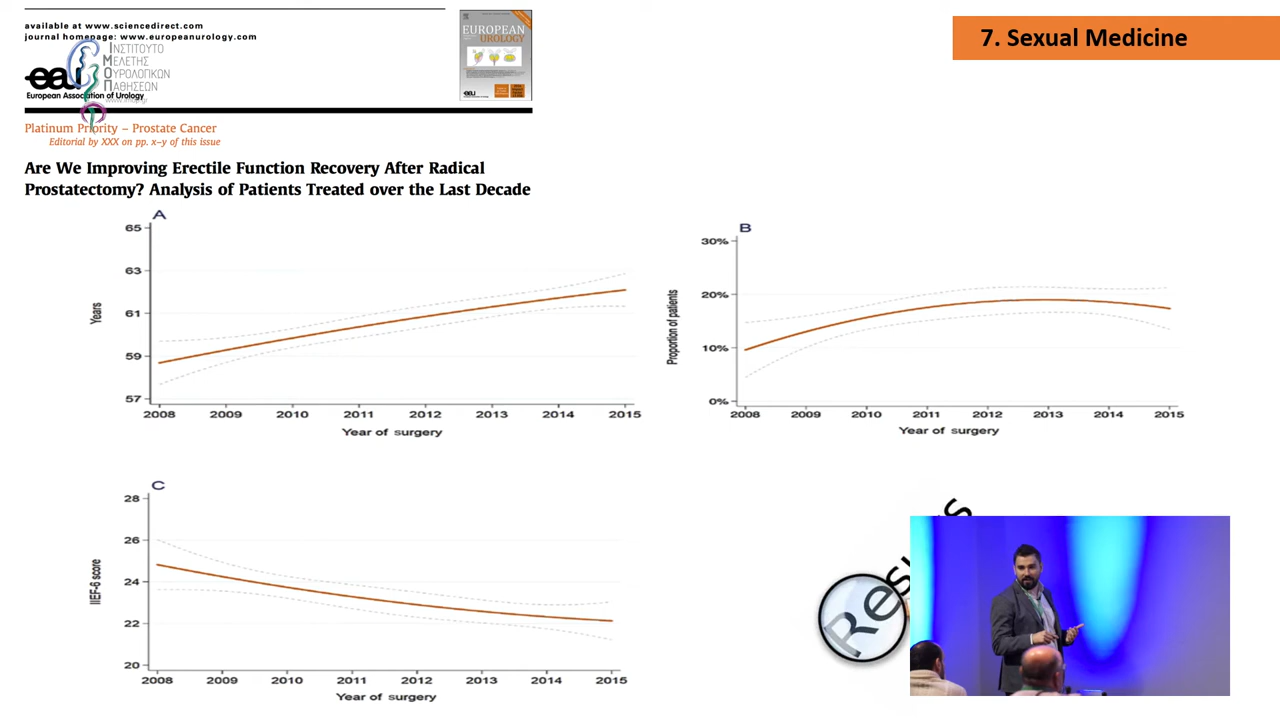 available at www.sciencedirect.com
journal homepage: www.europeanurology.com
ΙΝΣΤΙΤΟΥΤΟ
ΜΕΛΕΤΗΣ
ΟΥΡΟΛΟΓΙΚΩΝ
ΠΑΘΗΣΕΩΝ
eau
European Association of Urology
EUROPEAN
UROLOGY
7. Sexual Medicine
Platinum Priority – Prostate Cancer
Editorial by XXX on pp. x–y of this issue
Are We Improving Erectile Function Recovery After Radical
Prostatectomy? Analysis of Patients Treated over the Last Decade
A
65
63
61
59
57
Years
2008 2009 2010 2011 2012 2013 2014 2015
Year of surgery
B
30%
20%
10%
0%
Proportion of patients
2008 2009 2010 2011 2012 2013 2014 2015
Year of surgery
C
28
26
24
22
20
IIEF-6 score
2008 2009 2010 2011 2012 2013 2014 2015
Year of surgery